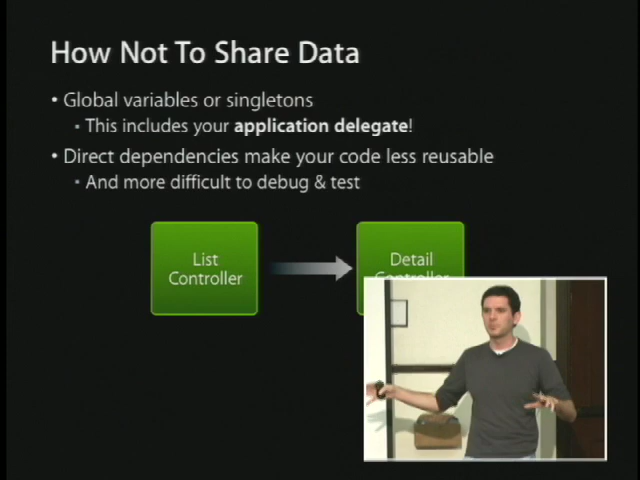 How Not To Share Data
• Global variables or singletons
▪ This includes your application delegate!
• Direct dependencies make your code less reusable
▪ And more difficult to debug & test
List
Controller
Detail
Controller